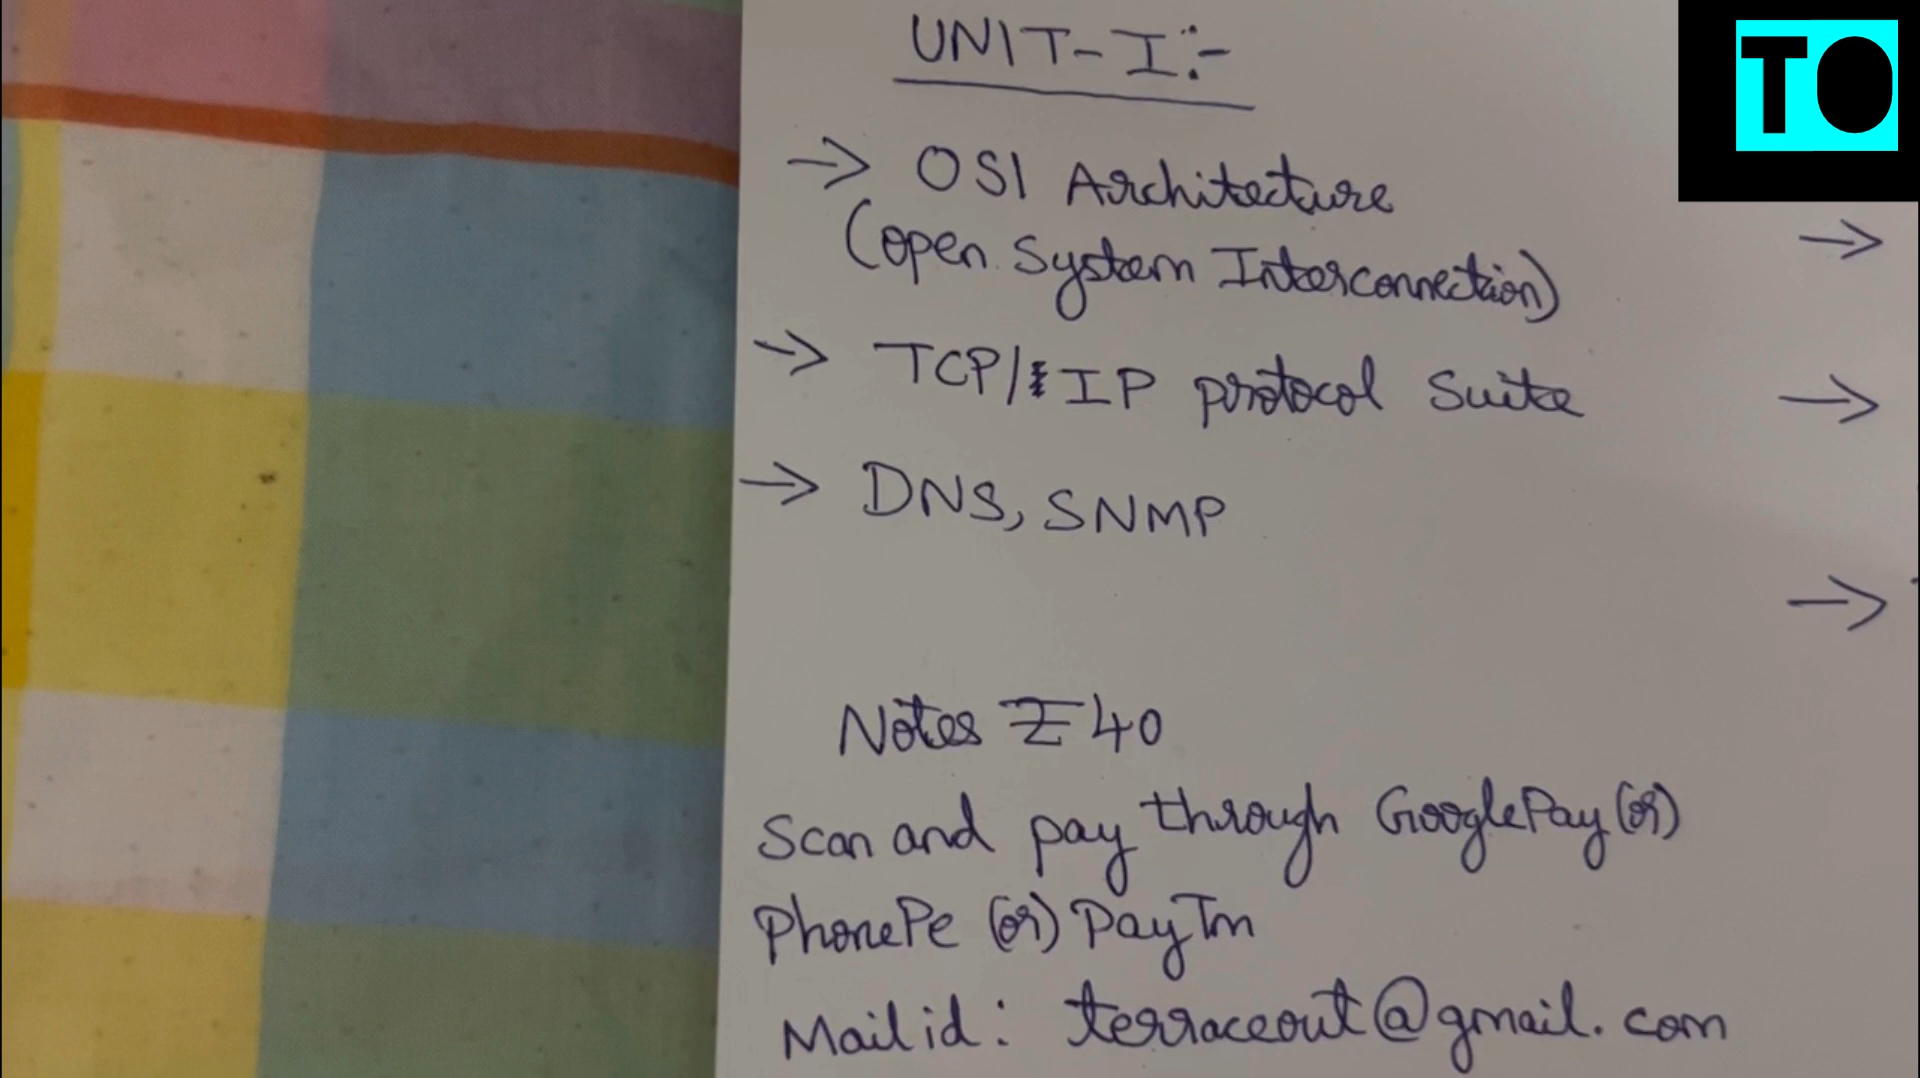 UNIT-I:-
TO
→ OSI Architecture
(open System Interconnection)
→ TCP/IP protocol Suite
→ DNS, SNMP
Notes ₹40
Scan and pay through GooglePay (or)
PhonePe (or) PayTm
Mail id: terraceout@gmail.com